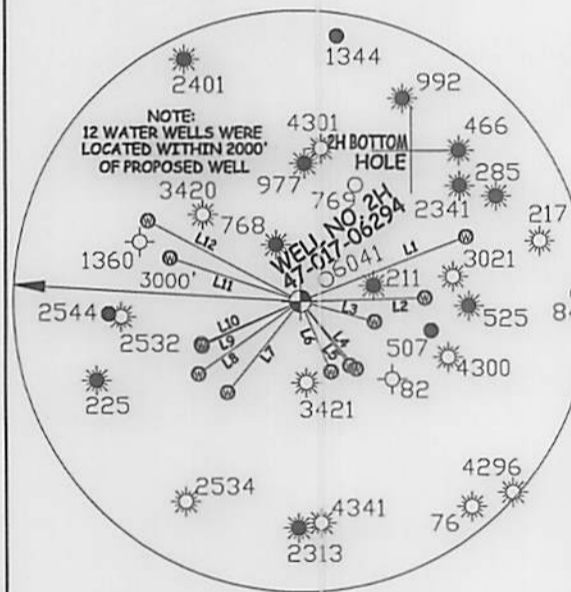 1344
2401
992
NOTE:
12 WATER WELLS WERE
LOCATED WITHIN 2000'
OF PROPOSED WELL
4301
2H BOTTOM
HOLE
466
977
285
769
3420
2341
217
768
WELL NO. 2H
47-017-06294
L12
L1
1360
6041
3021
3000'
L11
211
L2
2544
L3
525
84
2532
L10
L9
L8
L7
L6
L5
L4
507
4300
225
3421
82
2534
4341
4296
76
2313
W
W
W
W
W
W
W
W
W
W
W